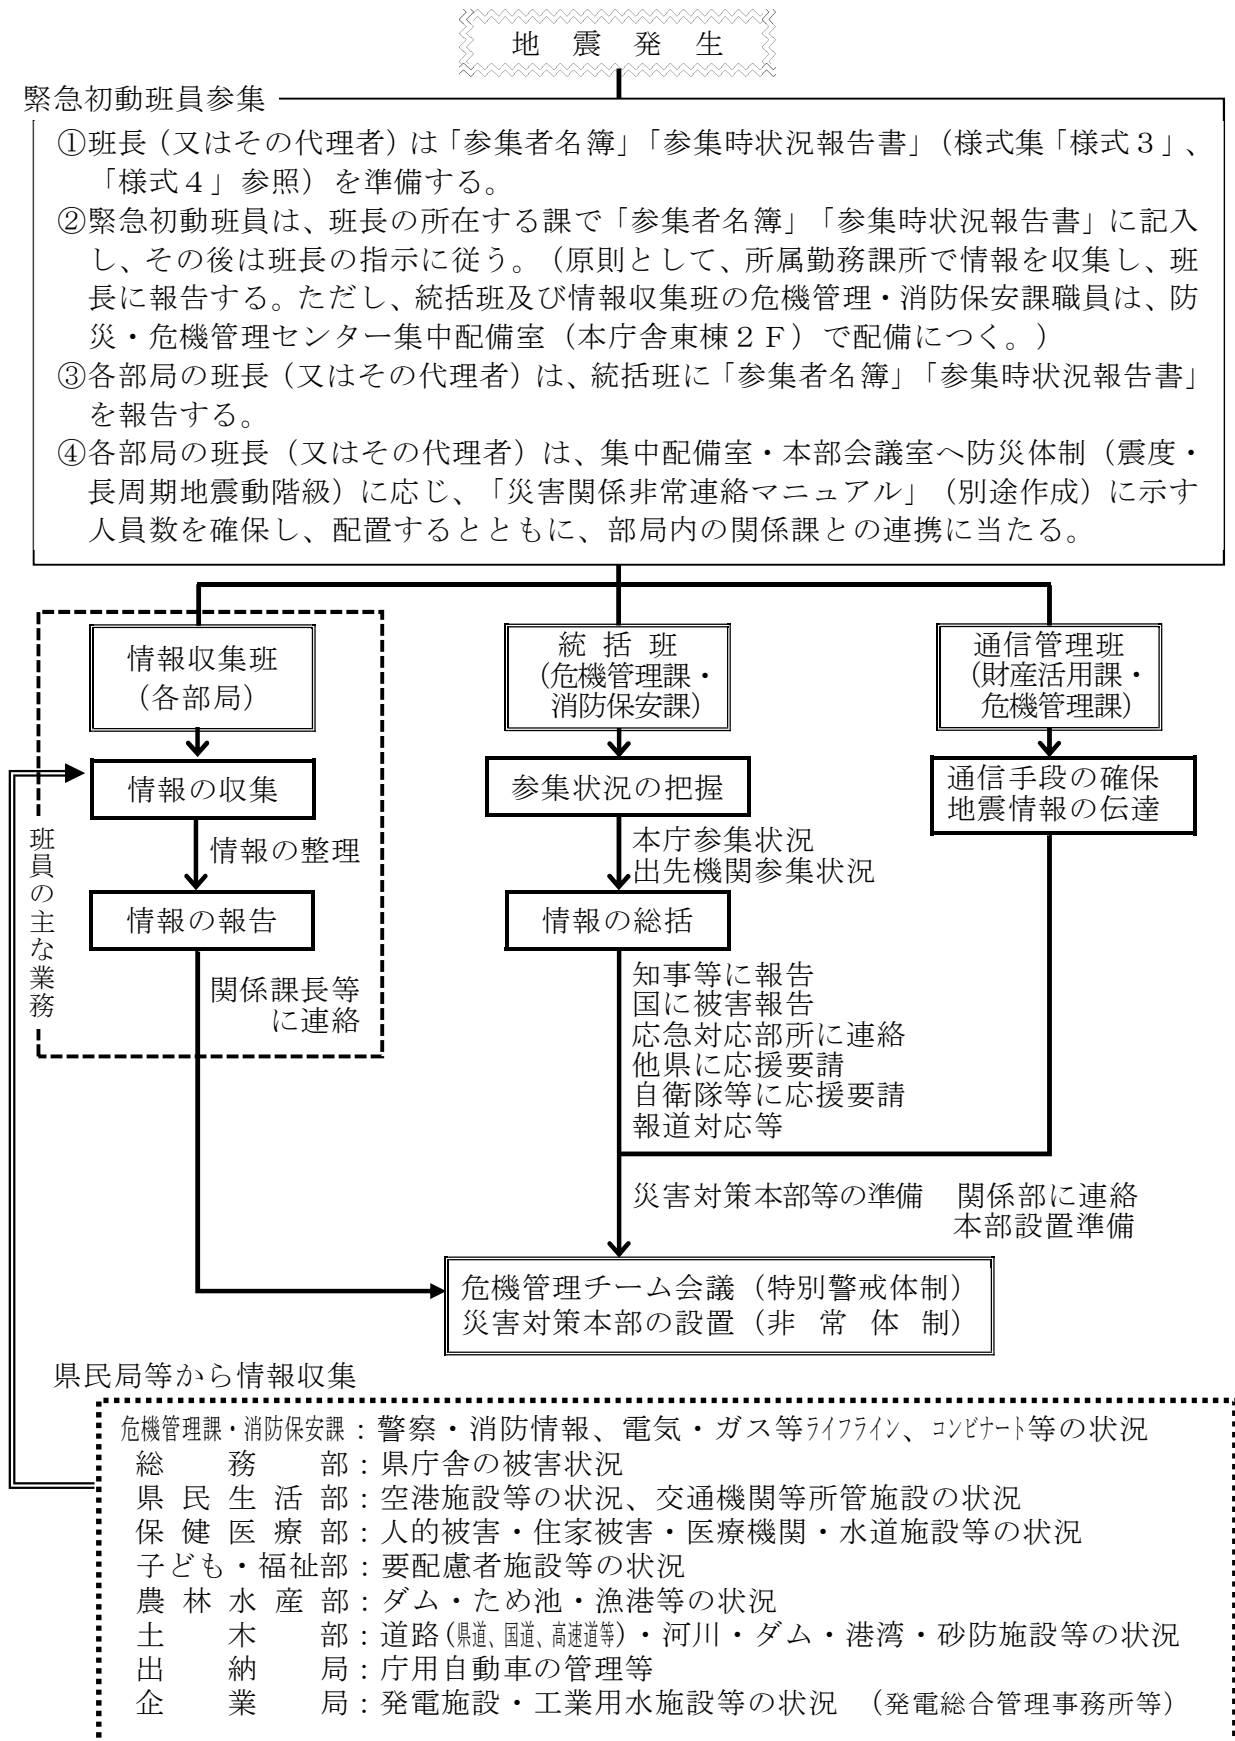 地震発生
緊急初動班員参集
①班長（又はその代理者）は「参集者名簿」「参集時状況報告書」（様式集「様式３」、
「様式４」参照）を準備する。
②緊急初動班員は、班長の所在する課で「参集者名簿」「参集時状況報告書」に記入
し、その後は班長の指示に従う。（原則として、所属勤務課所で情報を収集し、班
長に報告する。ただし、統括班及び情報収集班の危機管理・消防保安課職員は、防
災・危機管理センター集中配備室（本庁舎東棟２Ｆ）で配備につく。）
③各部局の班長（又はその代理者）は、統括班に「参集者名簿」「参集時状況報告書」
を報告する。
④各部局の班長（又はその代理者）は、集中配備室・本部会議室へ防災体制（震度・
長周期地震動階級）に応じ、「災害関係非常連絡マニュアル」（別途作成）に示す
人員数を確保し、配置するとともに、部局内の関係課との連携に当たる。
班員の主な業務
情報収集班
（各部局）
情報の収集
情報の整理
情報の報告
関係課長等
に連絡
統括班
（危機管理課・
消防保安課）
参集状況の把握
本庁参集状況
出先機関参集状況
情報の総括
知事等に報告
国に被害報告
応急対応部所に連絡
他県に応援要請
自衛隊等に応援要請
報道対応等
通信管理班
（財産活用課・
危機管理課）
通信手段の確保
地震情報の伝達
災害対策本部等の準備　関係部に連絡
本部設置準備
危機管理チーム会議（特別警戒体制）
災害対策本部の設置（非常体制）
県民局等から情報収集
危機管理課・消防保安課：警察・消防情報、電気・ガス等ﾗｲﾌﾗｲﾝ、ｺﾝﾋﾞﾅｰﾄ等の状況
総務部：県庁舎の被害状況
県民生活部：空港施設等の状況、交通機関等所管施設の状況
保健医療部：人的被害・住家被害・医療機関・水道施設等の状況
子ども・福祉部：要配慮者施設等の状況
農林水産部：ダム・ため池・漁港等の状況
土木部：道路(県道、国道、高速道等)・河川・ダム・港湾・砂防施設等の状況
出納局：庁用自動車の管理等
企業局：発電施設・工業用水施設等の状況　（発電総合管理事務所等）